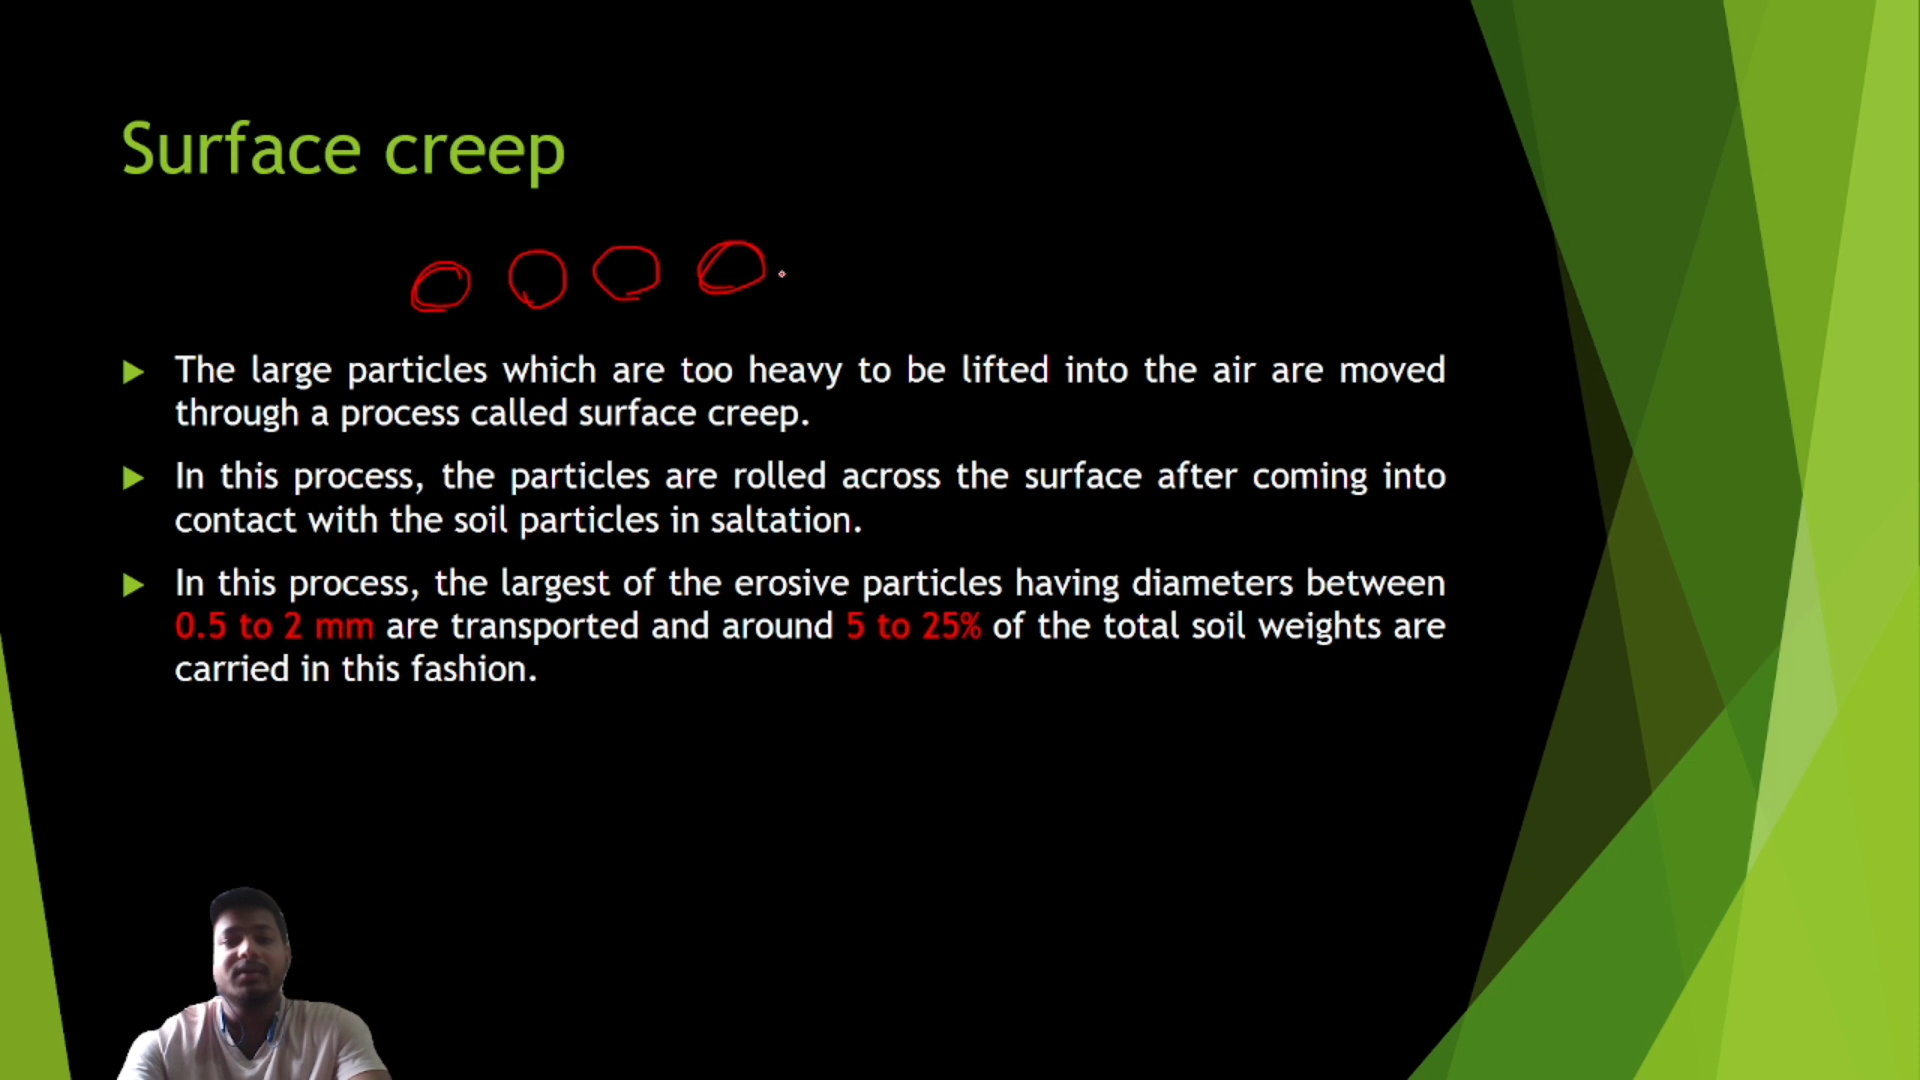 Surface creep
The large particles which are too heavy to be lifted into the air are moved
through a process called surface creep.
In this process, the particles are rolled across the surface after coming into
contact with the soil particles in saltation.
In this process, the largest of the erosive particles having diameters between
0.5 to 2 mm are transported and around 5 to 25% of the total soil weights are
carried in this fashion.